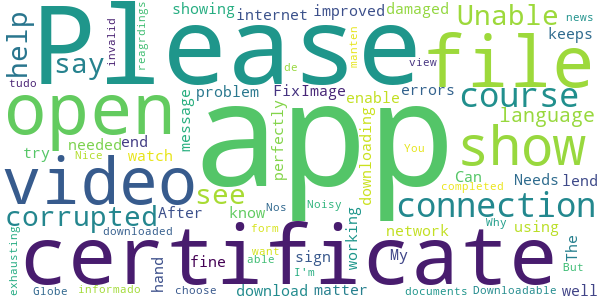 showing internet improved damaged
Please
Unable
news
help
say
invalid
reagrdings
manten
view
file
keeps
tudo
message
problem
FixImage
de
errors
course
open
enable
perfectly
downloading
app
language
needed end
try Nice watch
You
show
The
video
see
Can
Needs lend
completed
connection
corrupted After
know
Nos
Noisy
working
network
Why
using
exhausting
downloaded
hand
fine
form
want
able
I'm
sign
My
But
certificate
Globe
informado
choose
download matter
documents
Downloadable
well